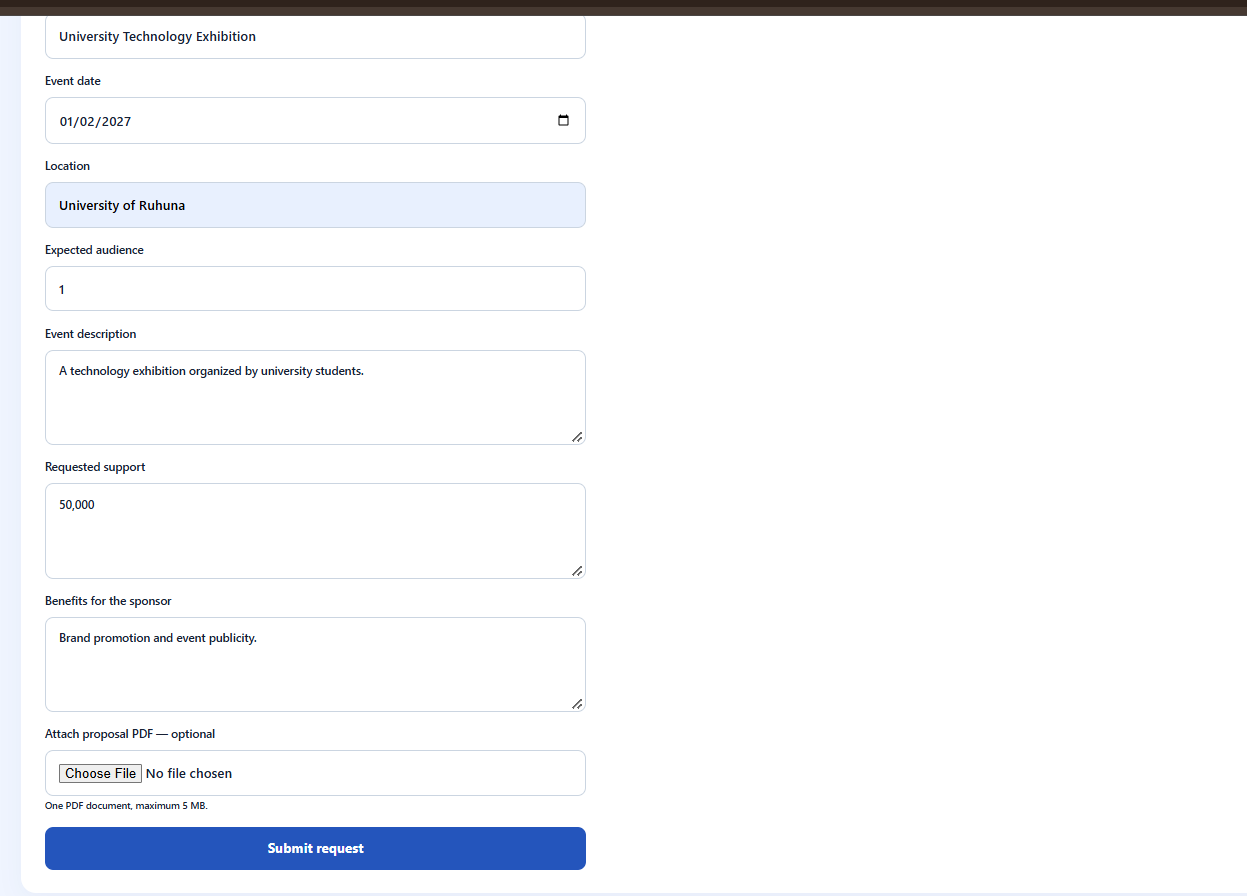 University Technology Exhibition
Event date
01/02/2027
Location
University of Ruhuna
Expected audience
1
Event description
A technology exhibition organized by university students.
Requested support
50,000
Benefits for the sponsor
Brand promotion and event publicity.
Attach proposal PDF — optional
Choose File No file chosen
One PDF document, maximum 5 MB.
Submit request